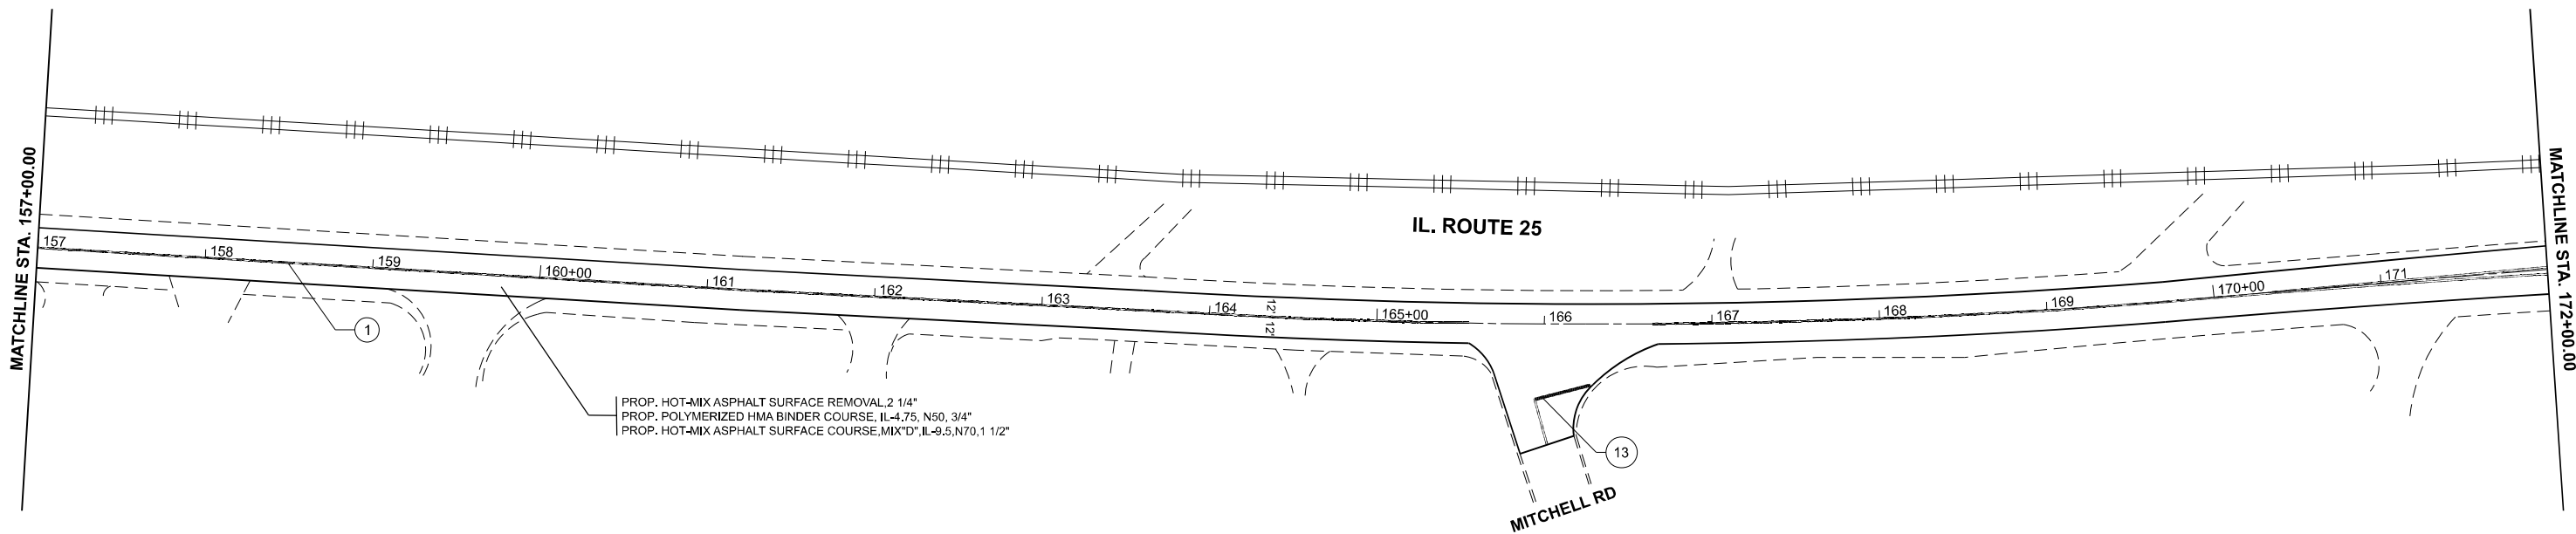 MATCHLINE STA. 157+00.00
IL. ROUTE 25
MATCHLINE STA. 172+00.00
157
158
159
160+00
161
162
163
164
12'
12'
165+00
166
167
168
169
170+00
171
1
PROP. HOT-MIX ASPHALT SURFACE REMOVAL,2 1/4"
PROP. POLYMERIZED HMA BINDER COURSE, IL-4.75, N50, 3/4"
PROP. HOT-MIX ASPHALT SURFACE COURSE,MIX"D",IL-9.5,N70,1 1/2"
13
MITCHELL RD